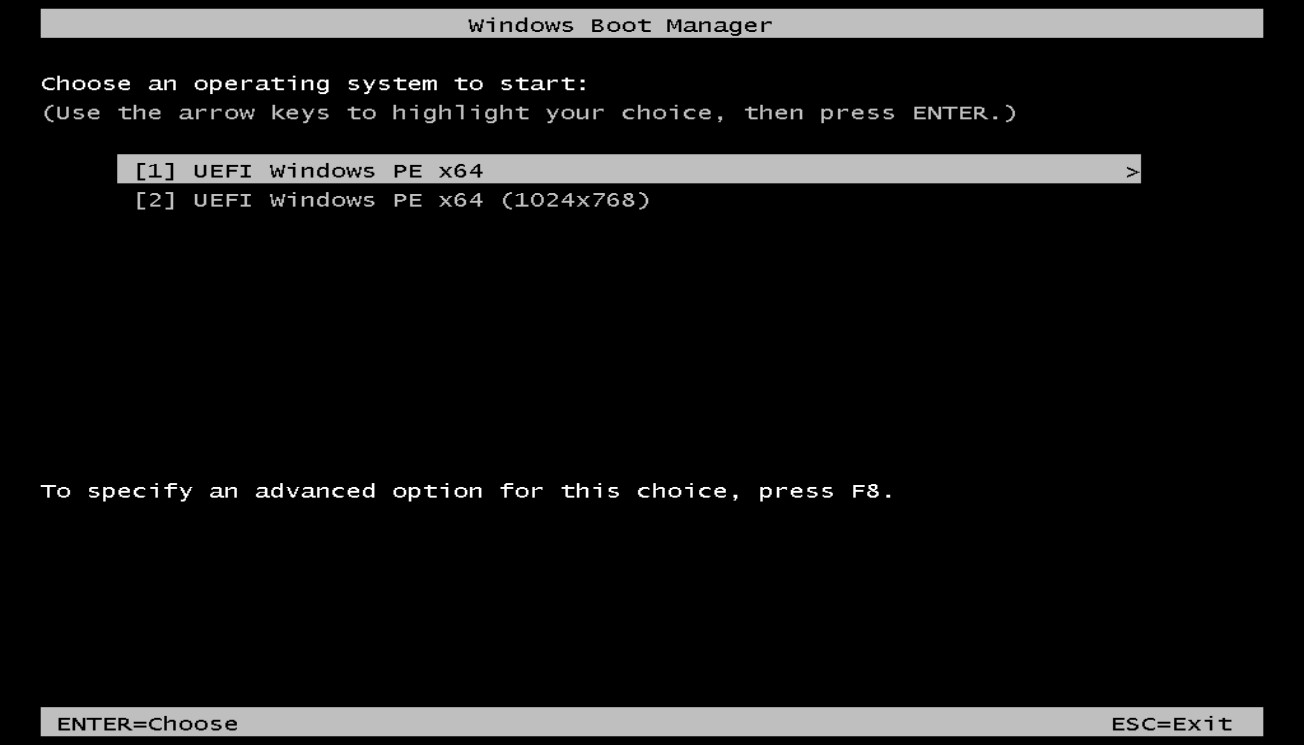 Windows Boot Manager
Choose an operating system to start:
(Use the arrow keys to highlight your choice, then press ENTER.)
[1] UEFI Windows PE x64 >
[2] UEFI Windows PE x64 (1024x768)
To specify an advanced option for this choice, press F8.
ENTER=Choose ESC=Exit